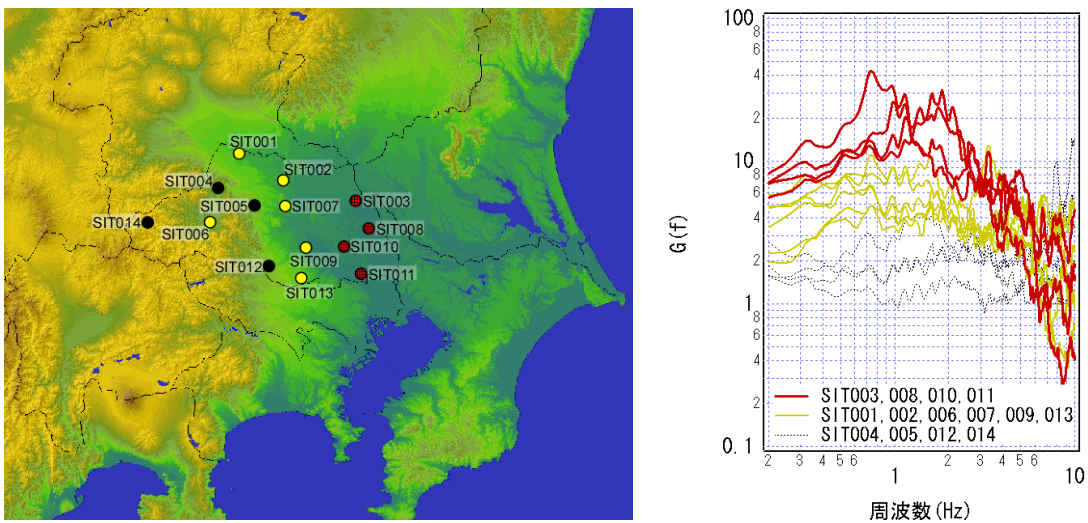 SIT001
SIT002
SIT004
SIT005
SIT003
SIT007
SIT014
SIT006
SIT008
SIT010
SIT009
SIT012
SIT011
SIT013
100
8
6
4
2
10
8
6
4
2
1
8
6
4
2
0.1
G(f)
SIT003, 008, 010, 011
SIT001, 002, 006, 007, 009, 013
SIT004, 005, 012, 014
2 3 4 5 6 2 3 4 5 6
1 10
周波数(Hz)